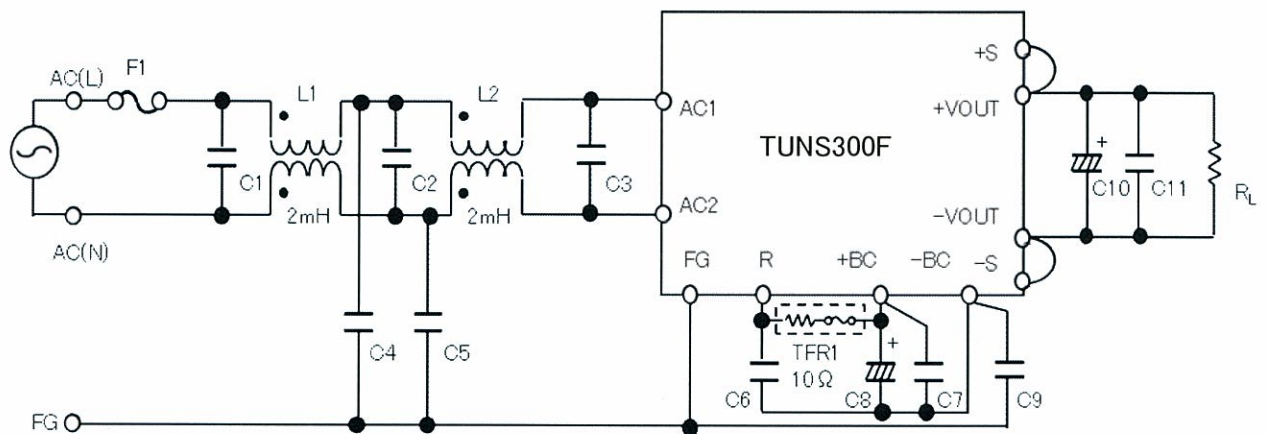 AC(L)
F1
L1
L2
C1
C2
C3
2mH
2mH
AC(N)
C4
C5
FG
AC1
AC2
TUNS300F
+S
+VOUT
-VOUT
-S
FG
R
+BC
-BC
TFR1
10Ω
C6
+
C8
C7
C9
+
C10
C11
RL